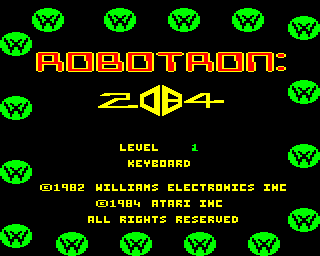 ROBOTRON:
2084
LEVEL 1
KEYBOARD
©1982 WILLIAMS ELECTRONICS INC
©1984 ATARI INC
ALL RIGHTS RESERVED